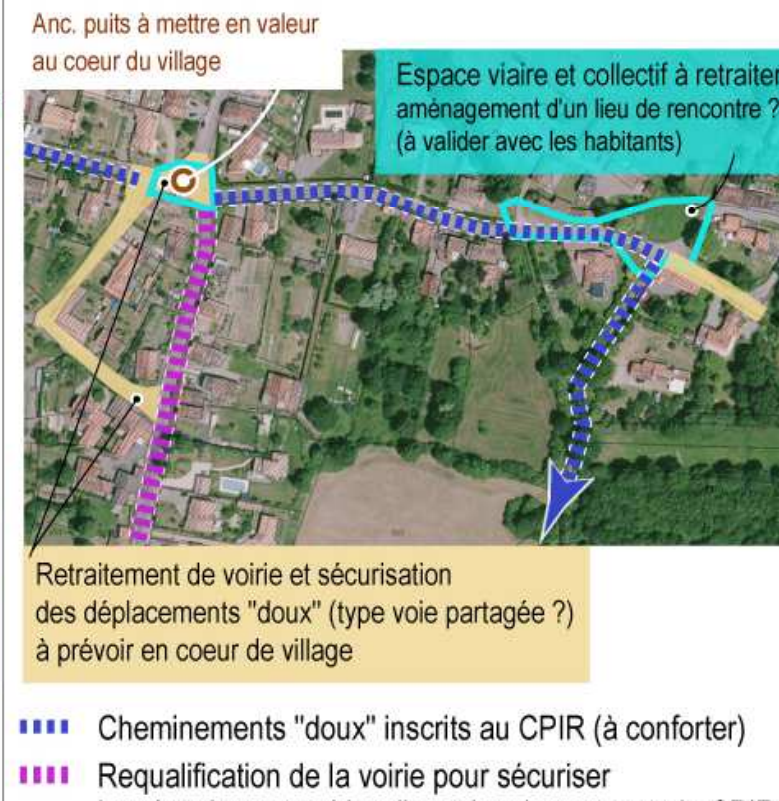 Anc. puits à mettre en valeur
au coeur du village
Espace viaire et collectif à retraiter
aménagement d'un lieu de rencontre ?
(à valider avec les habitants)
Retraitement de voirie et sécurisation
des déplacements "doux" (type voie partagée ?)
à prévoir en coeur de village
Cheminements "doux" inscrits au CPIR (à conforter)
Requalification de la voirie pour sécuriser